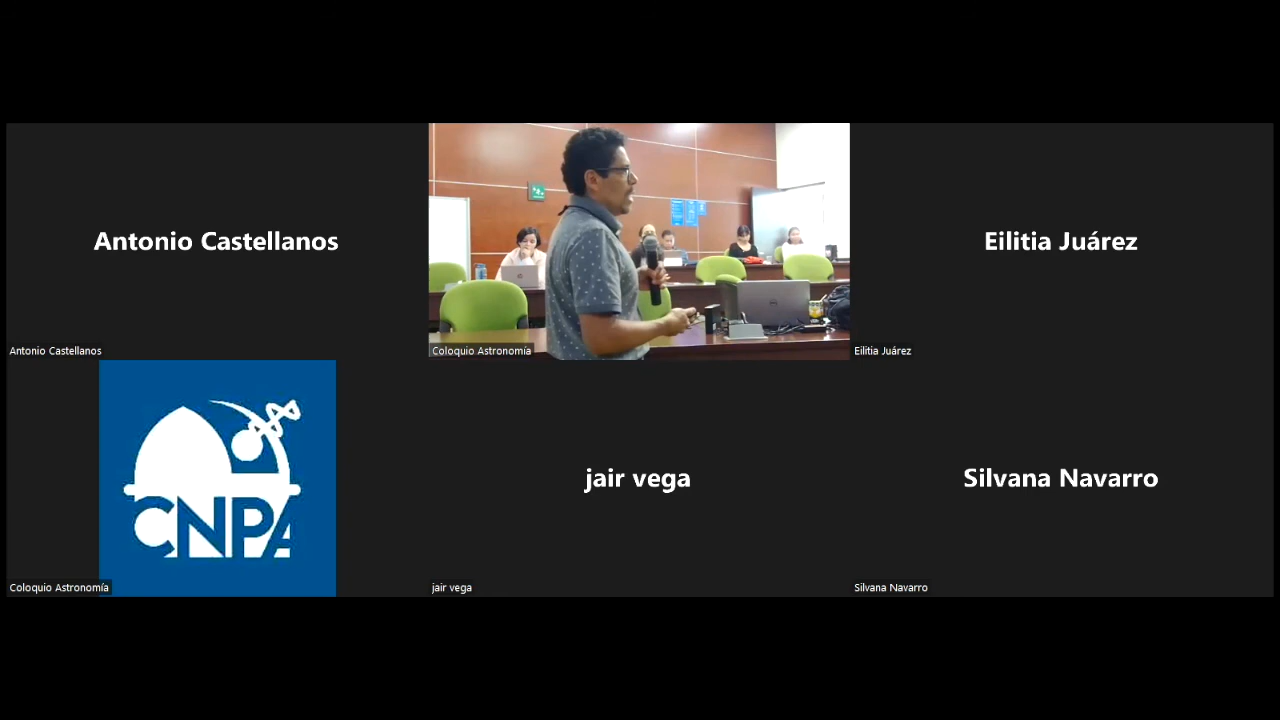 Antonio Castellanos
Antonio Castellanos
Coloquio Astronomía
Eilitia Juárez
Eilitia Juárez
CNPA
Coloquio Astronomía
jair vega
jair vega
Silvana Navarro
Silvana Navarro